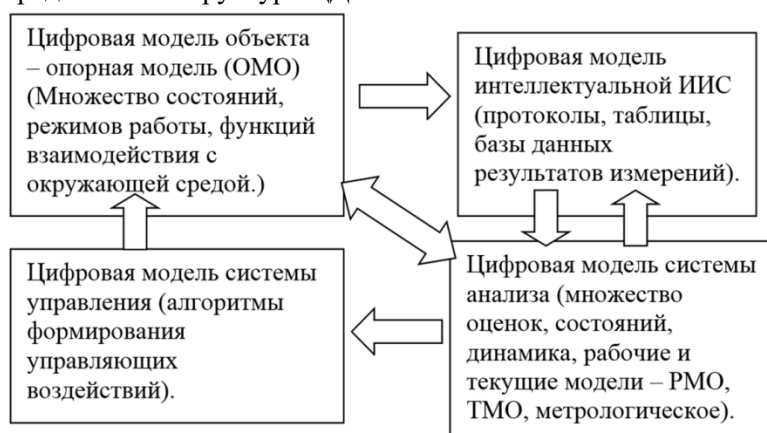 Цифровая модель объекта
– опорная модель (ОМО)
(Множество состояний,
режимов работы, функций
взаимодействия с
окружающей средой.)
Цифровая модель
интеллектуальной ИИС
(протоколы, таблицы,
базы данных
результатов измерений).
Цифровая модель системы
управления (алгоритмы
формирования
управляющих
воздействий).
Цифровая модель системы
анализа (множество
оценок, состояний,
динамика, рабочие и
текущие модели – РМО,
ТМО, метрологическое).